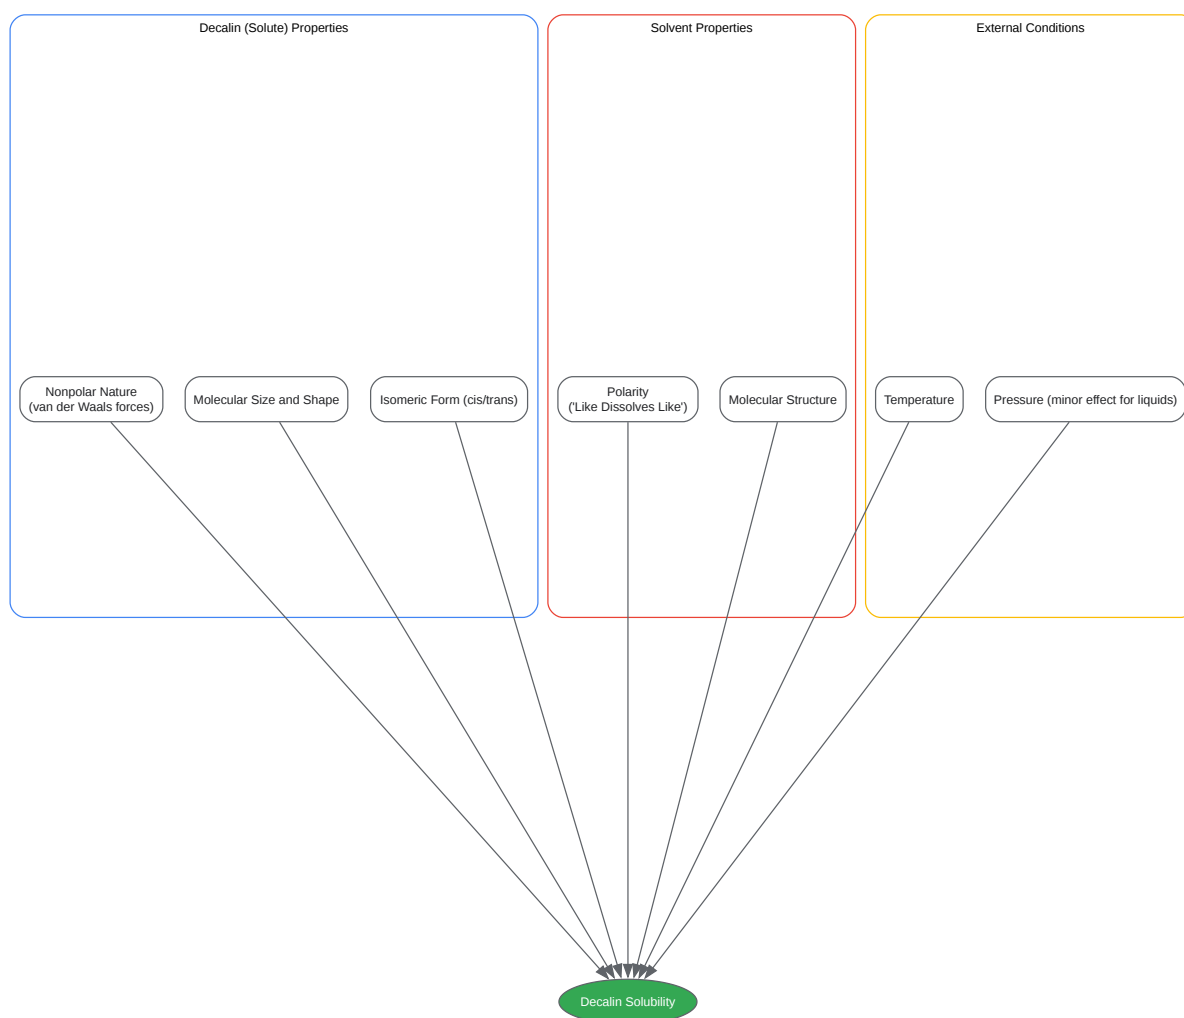 Decalin (Solute) Properties
Solvent Properties
External Conditions
Nonpolar Nature
(van der Waals forces)
Molecular Size and Shape
Isomeric Form (cis/trans)
Polarity
('Like Dissolves Like')
Molecular Structure
Temperature
Pressure (minor effect for liquids)
Decalin Solubility